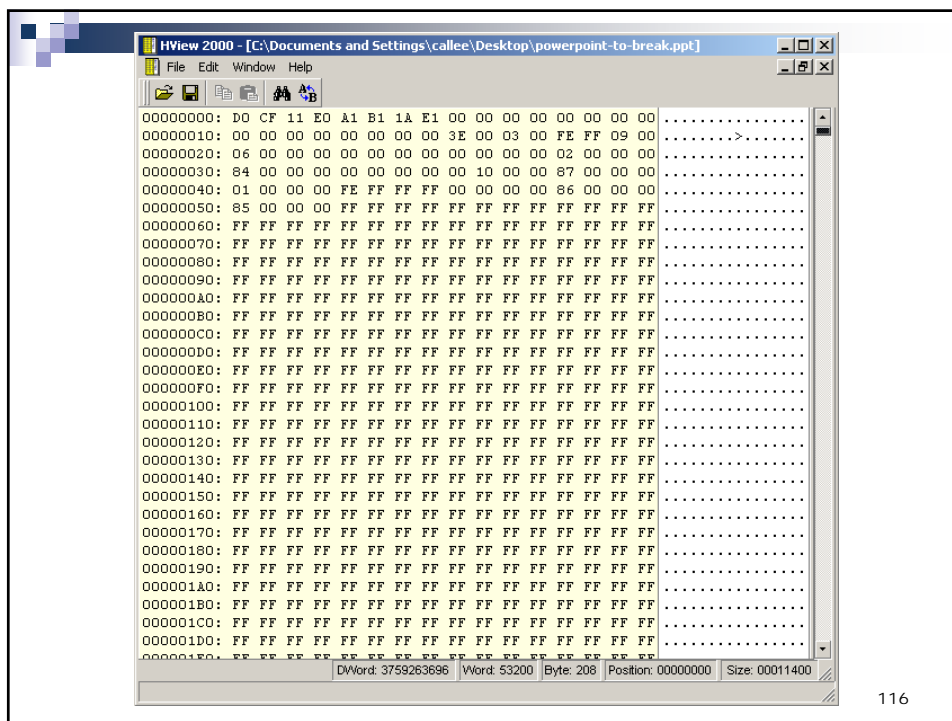 HView 2000 - [C:\Documents and Settings\callee\Desktop\powerpoint-to-break.ppt]
File Edit Window Help
00000000: D0 CF 11 E0 A1 B1 1A E1 00 00 00 00 00 00 00 00 ................
00000010: 00 00 00 00 00 00 00 00 3E 00 03 00 FE FF 09 00 ........>.......
00000020: 06 00 00 00 00 00 00 00 00 00 00 00 02 00 00 00 ................
00000030: 84 00 00 00 00 00 00 00 00 10 00 00 87 00 00 00 ................
00000040: 01 00 00 00 FE FF FF FF 00 00 00 00 86 00 00 00 ................
00000050: 85 00 00 00 FF FF FF FF FF FF FF FF FF FF FF FF ................
00000060: FF FF FF FF FF FF FF FF FF FF FF FF FF FF FF FF ................
00000070: FF FF FF FF FF FF FF FF FF FF FF FF FF FF FF FF ................
00000080: FF FF FF FF FF FF FF FF FF FF FF FF FF FF FF FF ................
00000090: FF FF FF FF FF FF FF FF FF FF FF FF FF FF FF FF ................
000000A0: FF FF FF FF FF FF FF FF FF FF FF FF FF FF FF FF ................
000000B0: FF FF FF FF FF FF FF FF FF FF FF FF FF FF FF FF ................
000000C0: FF FF FF FF FF FF FF FF FF FF FF FF FF FF FF FF ................
000000D0: FF FF FF FF FF FF FF FF FF FF FF FF FF FF FF FF ................
000000E0: FF FF FF FF FF FF FF FF FF FF FF FF FF FF FF FF ................
000000F0: FF FF FF FF FF FF FF FF FF FF FF FF FF FF FF FF ................
00000100: FF FF FF FF FF FF FF FF FF FF FF FF FF FF FF FF ................
00000110: FF FF FF FF FF FF FF FF FF FF FF FF FF FF FF FF ................
00000120: FF FF FF FF FF FF FF FF FF FF FF FF FF FF FF FF ................
00000130: FF FF FF FF FF FF FF FF FF FF FF FF FF FF FF FF ................
00000140: FF FF FF FF FF FF FF FF FF FF FF FF FF FF FF FF ................
00000150: FF FF FF FF FF FF FF FF FF FF FF FF FF FF FF FF ................
00000160: FF FF FF FF FF FF FF FF FF FF FF FF FF FF FF FF ................
00000170: FF FF FF FF FF FF FF FF FF FF FF FF FF FF FF FF ................
00000180: FF FF FF FF FF FF FF FF FF FF FF FF FF FF FF FF ................
00000190: FF FF FF FF FF FF FF FF FF FF FF FF FF FF FF FF ................
000001A0: FF FF FF FF FF FF FF FF FF FF FF FF FF FF FF FF ................
000001B0: FF FF FF FF FF FF FF FF FF FF FF FF FF FF FF FF ................
000001C0: FF FF FF FF FF FF FF FF FF FF FF FF FF FF FF FF ................
000001D0: FF FF FF FF FF FF FF FF FF FF FF FF FF FF FF FF ................
DWord: 3759263696 Word: 53200 Byte: 208 Position: 00000000 Size: 00011400
116